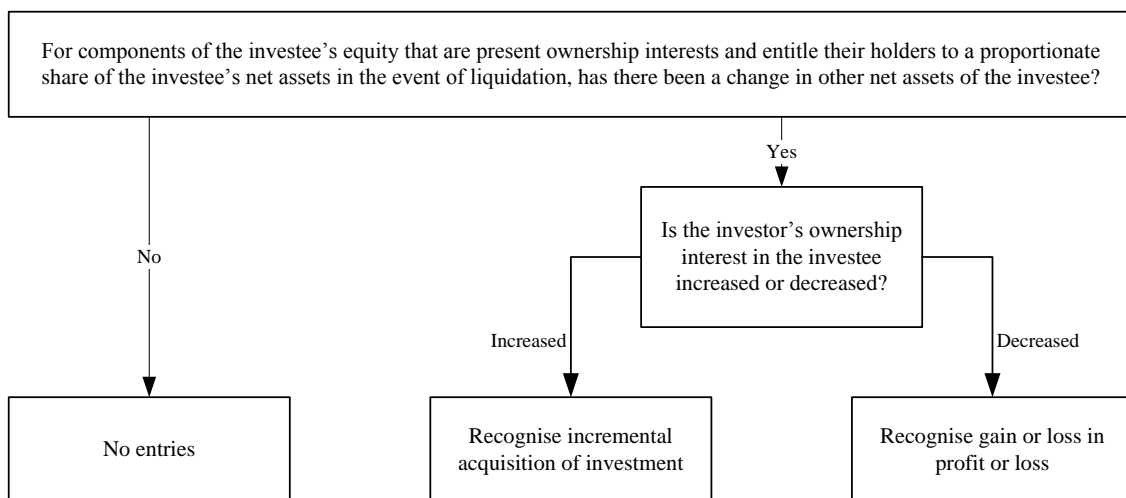 For components of the investee’s equity that are present ownership interests and entitle their holders to a proportionate
share of the investee’s net assets in the event of liquidation, has there been a change in other net assets of the investee?
Yes
Is the investor’s ownership
interest in the investee
increased or decreased?
No
Increased
Decreased
No entries
Recognise incremental
acquisition of investment
Recognise gain or loss in
profit or loss